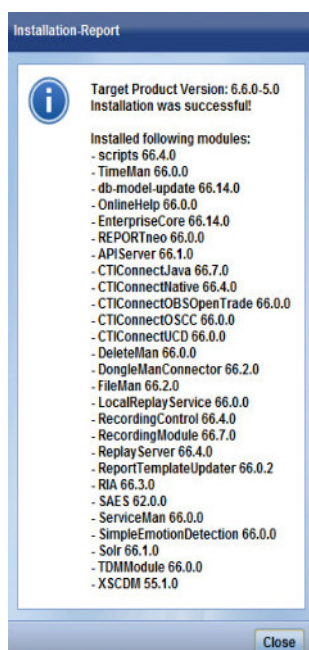 Installation-Report
Target Product Version: 6.6.0-5.0
Installation was successful!
Installed following modules:
- scripts 66.4.0
- TimeMan 66.0.0
- db-model-update 66.14.0
- OnlineHelp 66.0.0
- EnterpriseCore 66.14.0
- REPORTneo 66.0.0
- APIServer 66.1.0
- CTIConnectJava 66.7.0
- CTIConnectNative 66.4.0
- CTIConnectOBSOpenTrade 66.0.0
- CTIConnectOSCC 66.0.0
- CTIConnectUCD 66.0.0
- DeleteMan 66.0.0
- DongleManConnector 66.2.0
- FileMan 66.2.0
- LocalReplayService 66.0.0
- RecordingControl 66.4.0
- RecordingModule 66.7.0
- ReplayServer 66.4.0
- ReportTemplateUpdater 66.0.2
- RIA 66.3.0
- SAES 62.0.0
- ServiceMan 66.0.0
- SimpleEmotionDetection 66.0.0
- Solr 66.1.0
- TDMModule 66.0.0
- XSCDM 55.1.0
Close